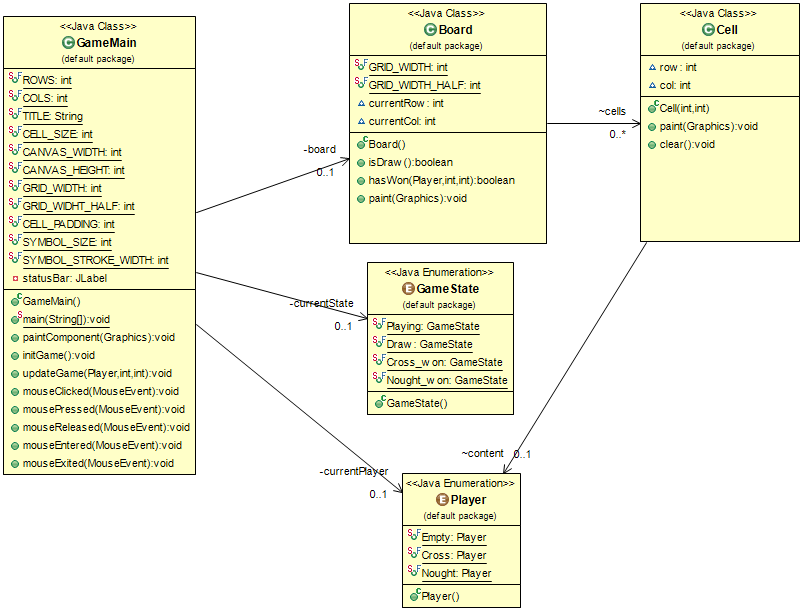 <<Java Class>>
GameMain
(default package)
ROWS: int
COLS: int
TITLE: String
CELL_SIZE: int
CANVAS_WIDTH: int
CANVAS_HEIGHT: int
GRID_WIDTH: int
GRID_WIDHT_HALF: int
CELL_PADDING: int
SYMBOL_SIZE: int
SYMBOL_STROKE_WIDTH: int
statusBar: JLabel
GameMain()
main(String[]):void
paintComponent(Graphics):void
initGame():void
updateGame(Player,int,int):void
mouseClicked(MouseEvent):void
mousePressed(MouseEvent):void
mouseReleased(MouseEvent):void
mouseEntered(MouseEvent):void
mouseExited(MouseEvent):void
-board
0..1
-currentState
0..1
-currentPlayer
0..1
<<Java Class>>
Board
(default package)
GRID_WIDTH: int
GRID_WIDTH_HALF: int
currentRow: int
currentCol: int
Board()
isDraw():boolean
hasWon(Player,int,int):boolean
paint(Graphics):void
~cells
0..*
<<Java Class>>
Cell
(default package)
row: int
col: int
Cell(int,int)
paint(Graphics):void
clear():void
<<Java Enumeration>>
GameState
(default package)
Playing: GameState
Draw: GameState
Cross_won: GameState
Nought_won: GameState
GameState()
~content
0..1
<<Java Enumeration>>
Player
(default package)
Empty: Player
Cross: Player
Nought: Player
Player()